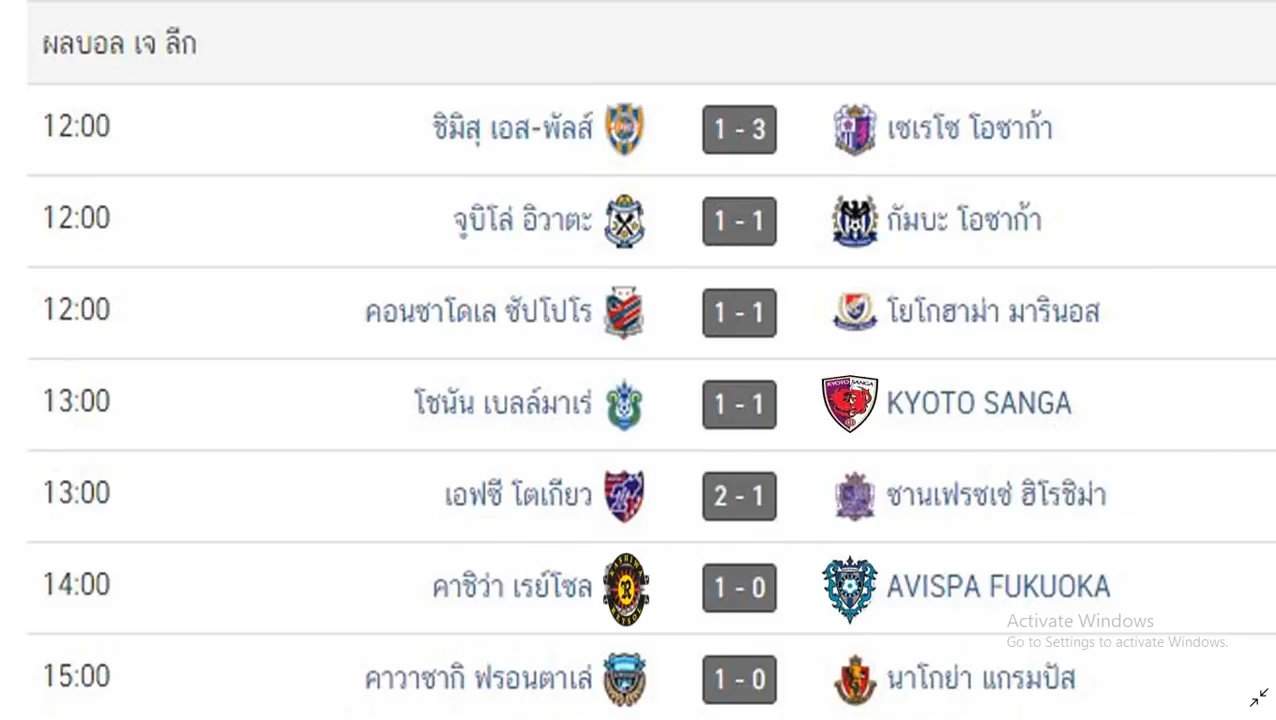 ผลบอล เจ ลีก
12:00 ชิมิสุ เอส-พัลส์ 1 - 3 เซเรโซ โอซาก้า
12:00 จูบิโล่ อิวาตะ 1 - 1 กัมบะ โอซาก้า
12:00 คอนซาโดเล ซัปโปโร 1 - 1 โยโกฮาม่า มารินอส
13:00 โชนัน เบลล์มาเร่ 1 - 1 KYOTO SANGA
13:00 เอฟซี โตเกียว 2 - 1 ซานเฟรซเซ่ ฮิโรชิม่า
14:00 คาชิว่า เรย์โซล 1 - 0 AVISPA FUKUOKA
Activate Windows
Go to Settings to activate Windows.
15:00 คาวาซากิ ฟรอนตาเล่ 1 - 0 นาโกย่า แกรมปัส